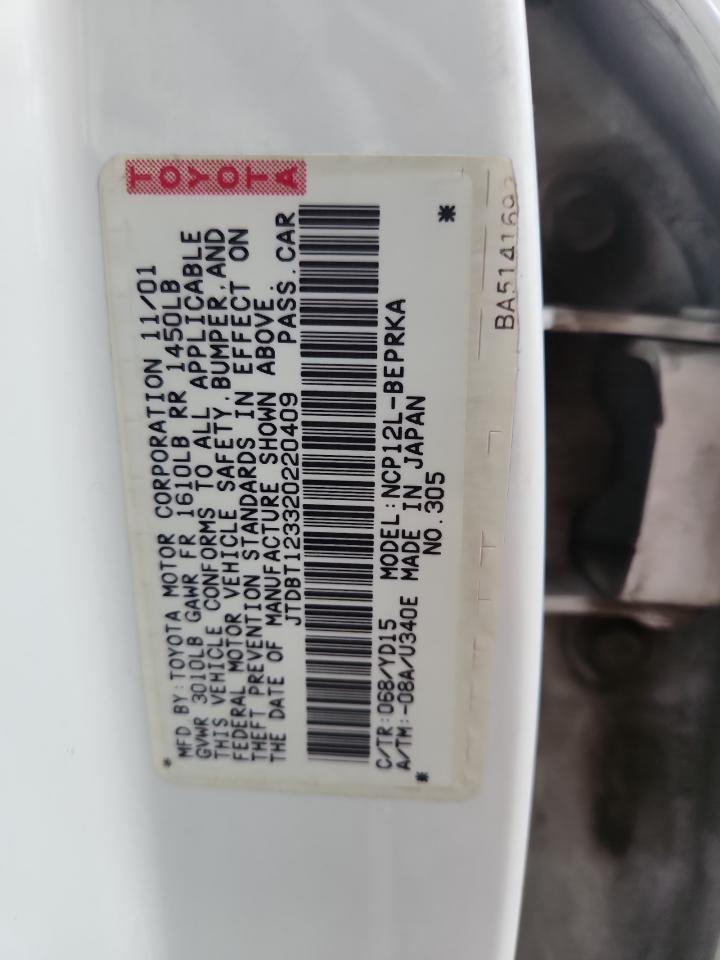 TOYOTA
MFD BY: TOYOTA MOTOR CORPORATION 11/01
GVWR 3010LB GAWR FR 1610LB RR 1450LB
THIS VEHICLE CONFORMS TO ALL APPLICABLE
FEDERAL MOTOR VEHICLE SAFETY, BUMPER, AND
THEFT PREVENTION STANDARDS IN EFFECT ON
THE DATE OF MANUFACTURE SHOWN ABOVE.
JTDBT123320220409 PASS. CAR
C/TR: 068/YD15 MODEL: NCP12L-BEPRKA
A/TM: -08A/U340E MADE IN JAPAN
NO. 305